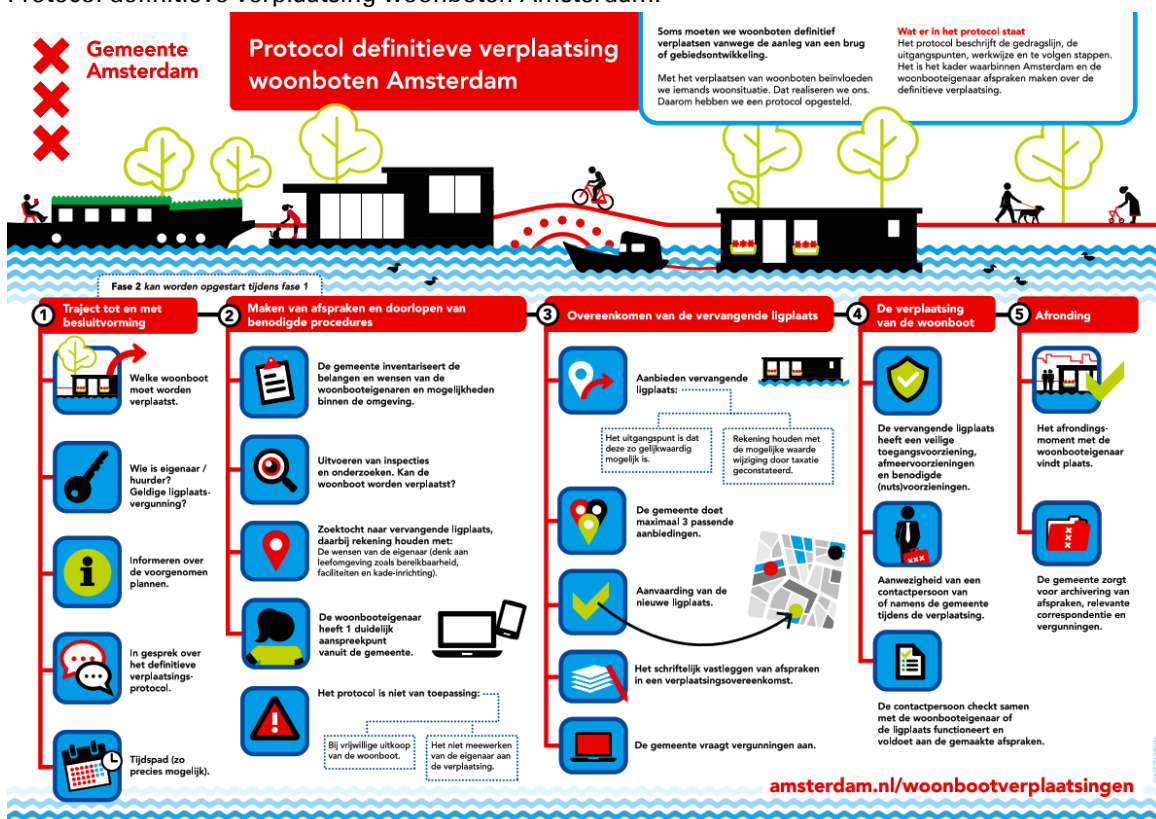 Protocol definitieve verplaatsing woonboten Amsterdam.
Gemeente
Amsterdam
Protocol definitieve verplaatsing
woonboten Amsterdam
Soms moeten we woonboten definitief
verplaatsen vanwege de aanleg van een brug
of gebiedsontwikkeling.
Met het verplaatsen van woonboten beïnvloeden
we iemands woonsituatie. Dat realiseren we ons.
Daarom hebben we een protocol opgesteld.
Wat er in het protocol staat
Het protocol beschrijft de gedragslijn, de
uitgangspunten, werkwijze en te volgen stappen.
Het is het kader waarbinnen Amsterdam en de
woonbooteigenaar afspraken maken over de
definitieve verplaatsing.
Fase 2 kan worden opgestart tijdens fase 1
1 Traject tot en met
besluitvorming
Welke woonboot
moet worden
verplaatst.
Wie is eigenaar /
huurder?
Geldige ligplaats-
vergunning?
Informeren over
de voorgenomen
plannen.
In gesprek over
het definitieve
verplaatsings-
protocol.
Tijdspad (zo
precies mogelijk).
2 Maken van afspraken en doorlopen van
benodigde procedures
De gemeente inventariseert de
belangen en wensen van de
woonbooteigenaren en mogelijkheden
binnen de omgeving.
Uitvoeren van inspecties
en onderzoeken. Kan de
woonboot worden verplaatst?
Zoektocht naar vervangende ligplaats,
daarbij rekening houden met:
De wensen van de eigenaar (denk aan
leefomgeving zoals bereikbaarheid,
faciliteiten en kade-inrichting).
De woonbooteigenaar
heeft 1 duidelijk
aanspreekpunt
vanuit de gemeente.
Het protocol is niet van toepassing:
Bij vrijwillige uitkoop
van de woonboot.
Het niet meewerken
van de eigenaar aan
de verplaatsing.
3 Overeenkomen van de vervangende ligplaats
Aanbieden vervangende
ligplaats:
Het uitgangspunt is dat
deze zo gelijkwaardig
mogelijk is.
Rekening houden met
de mogelijke waarde
wijziging door taxatie
geconstateerd.
De gemeente doet
maximaal 3 passende
aanbiedingen.
Aanvaarding van de
nieuwe ligplaats.
Het schriftelijk vastleggen van afspraken
in een verplaatsingsovereenkomst.
De gemeente vraagt vergunningen aan.
4 De verplaatsing
van de woonboot
De vervangende ligplaats
heeft een veilige
toegangsvoorziening,
afmeervoorzieningen
en benodigde
(nuts)voorzieningen.
Aanwezigheid van een
contactpersoon van
of namens de gemeente
tijdens de verplaatsing.
De contactpersoon checkt samen
met de woonbooteigenaar of
de ligplaats functioneert en
voldoet aan de gemaakte afspraken.
5 Afronding
Het afrondings-
moment met de
woonbooteigenaar
vindt plaats.
De gemeente zorgt
voor archivering van
afspraken, relevante
correspondentie en
vergunningen.
amsterdam.nl/woonbootverplaatsingen